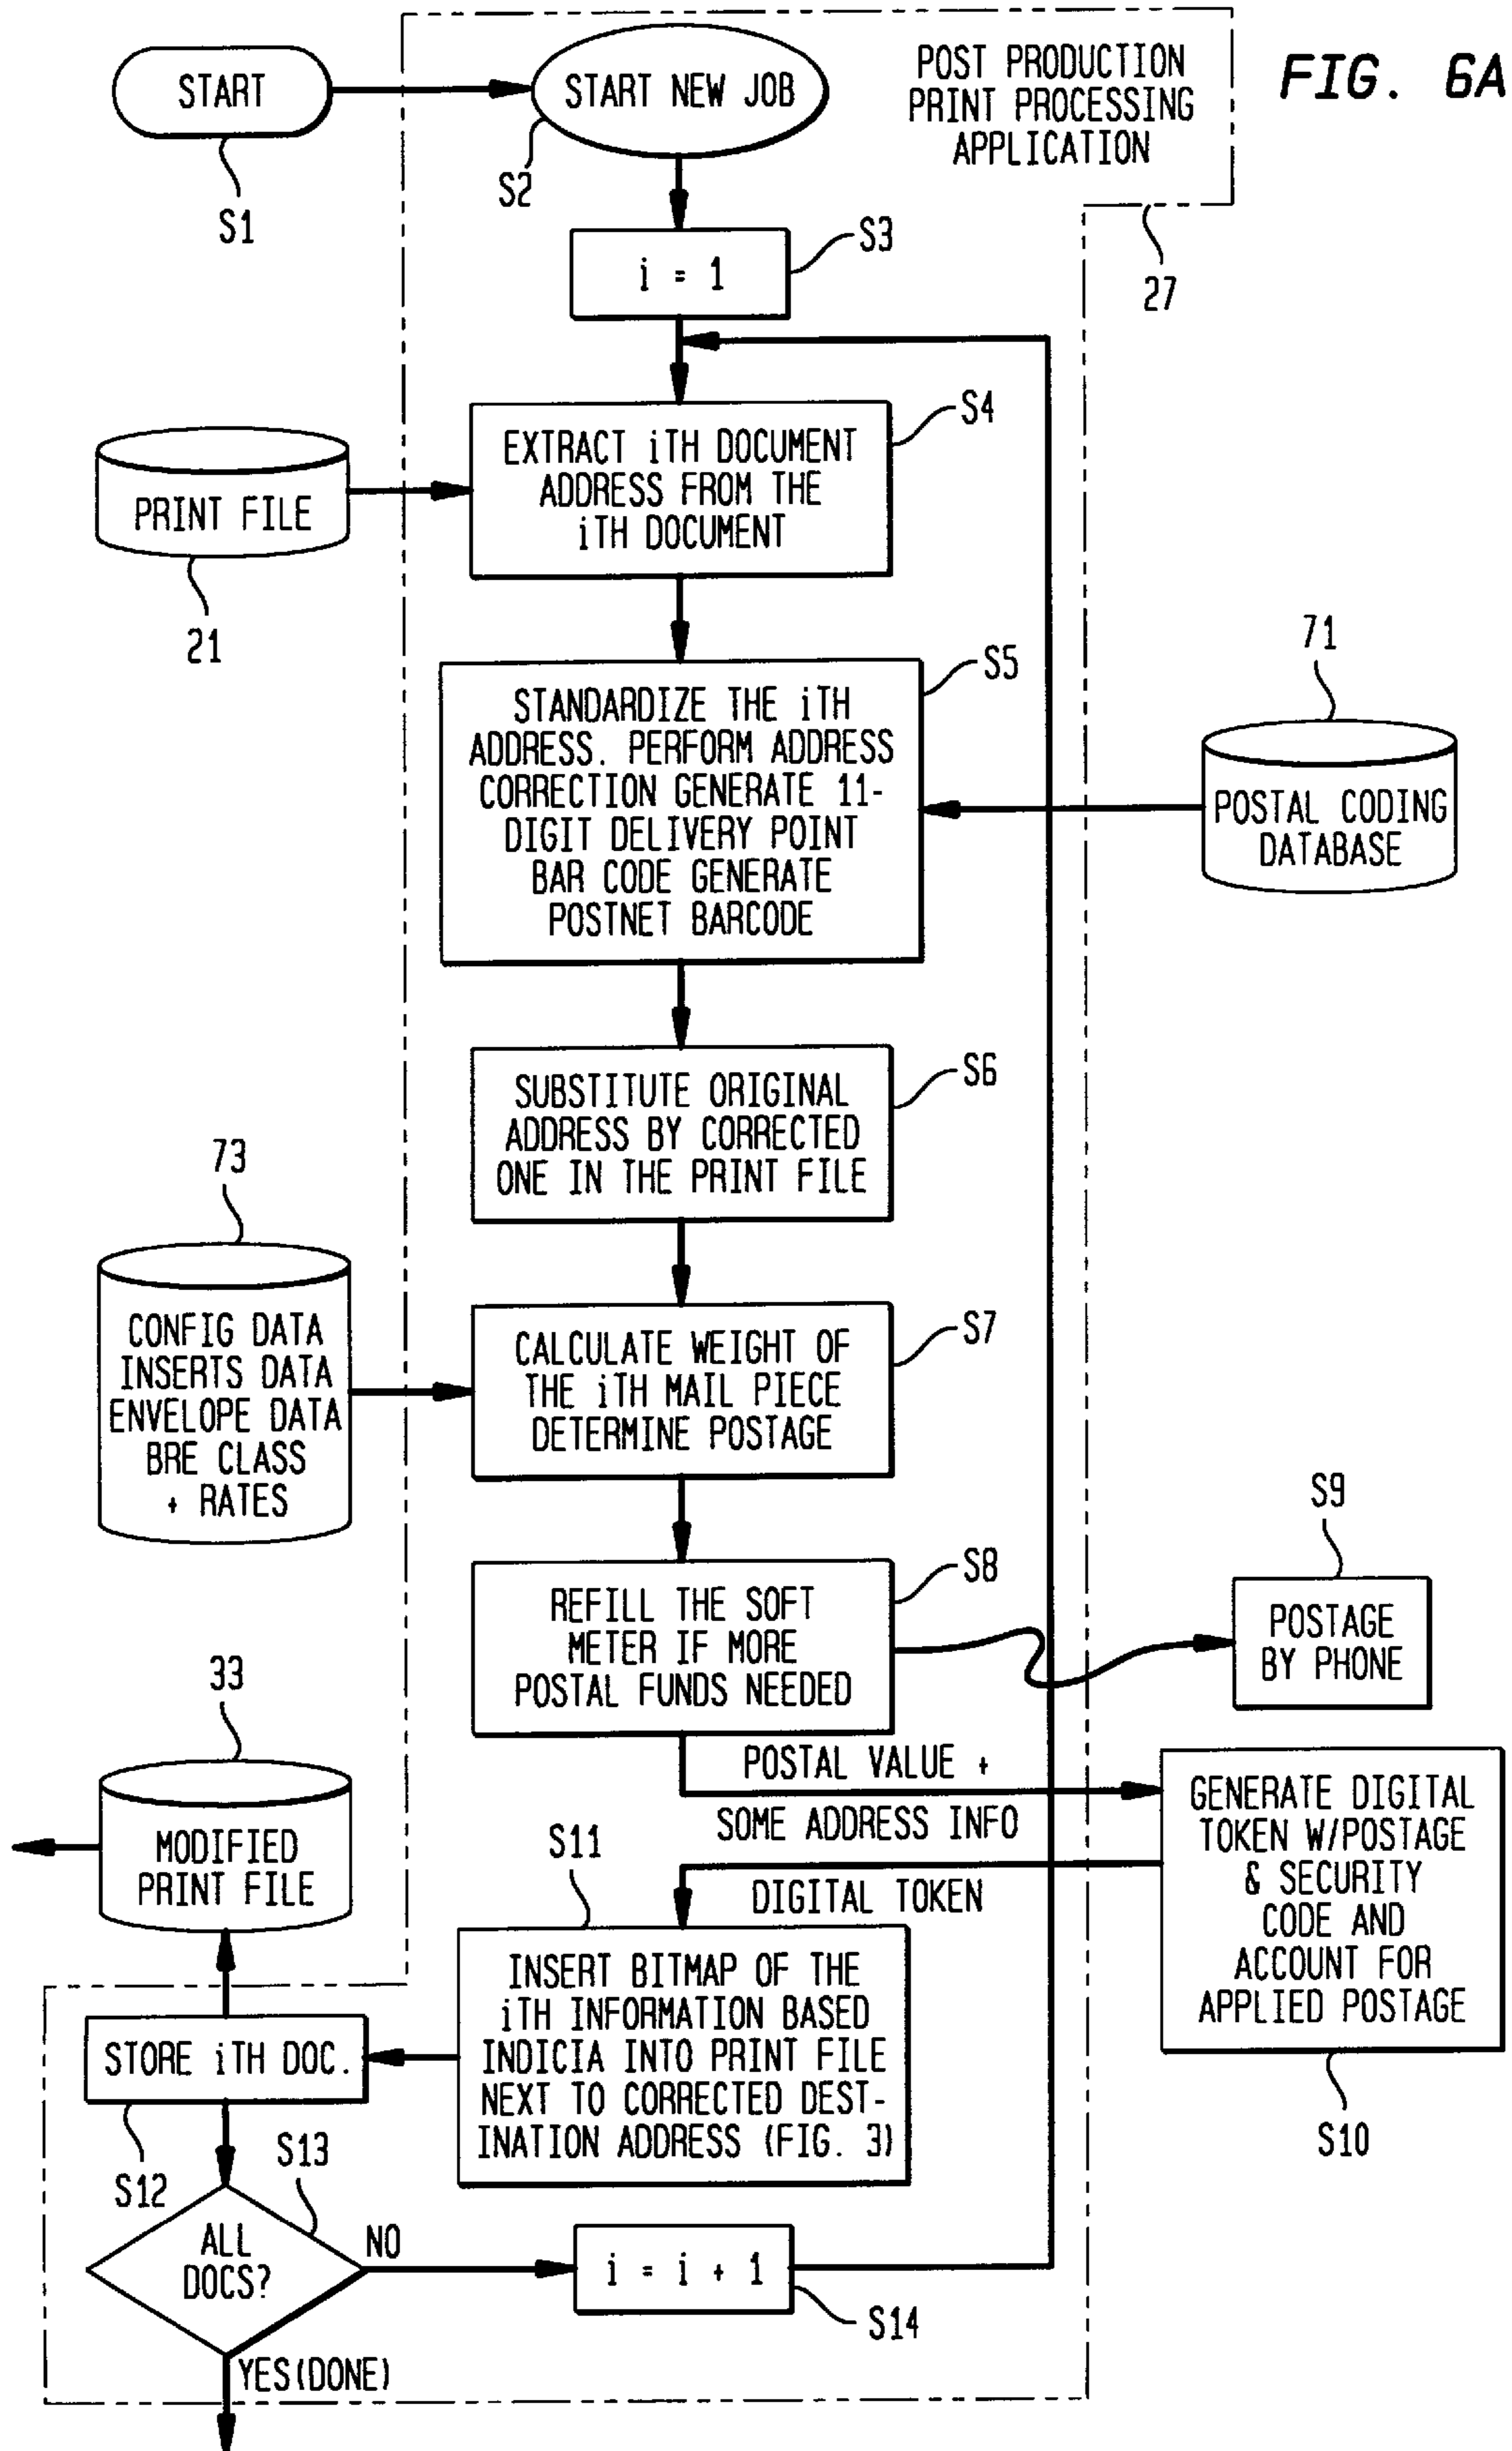 FIG. 6A
START
S1
START NEW JOB
S2
POST PRODUCTION
PRINT PROCESSING
APPLICATION
27
i = 1
S3
PRINT FILE
21
EXTRACT iTH DOCUMENT
ADDRESS FROM THE
iTH DOCUMENT
S4
STANDARDIZE THE iTH
ADDRESS. PERFORM ADDRESS
CORRECTION GENERATE 11-
DIGIT DELIVERY POINT
BAR CODE GENERATE
POSTNET BARCODE
S5
71
POSTAL CODING
DATABASE
SUBSTITUTE ORIGINAL
ADDRESS BY CORRECTED
ONE IN THE PRINT FILE
S6
73
CONFIG DATA
INSERTS DATA
ENVELOPE DATA
BRE CLASS
+ RATES
CALCULATE WEIGHT OF
THE iTH MAIL PIECE
DETERMINE POSTAGE
S7
REFILL THE SOFT
METER IF MORE
POSTAL FUNDS NEEDED
S8
S9
POSTAGE
BY PHONE
POSTAL VALUE +
SOME ADDRESS INFO
GENERATE DIGITAL
TOKEN W/POSTAGE
& SECURITY
CODE AND
ACCOUNT FOR
APPLIED POSTAGE
S10
DIGITAL TOKEN
33
MODIFIED
PRINT FILE
S11
INSERT BITMAP OF THE
iTH INFORMATION BASED
INDICIA INTO PRINT FILE
NEXT TO CORRECTED DEST-
INATION ADDRESS (FIG. 3)
STORE iTH DOC.
S12
S13
ALL
DOCS?
NO
i = i + 1
S14
YES(DONE)